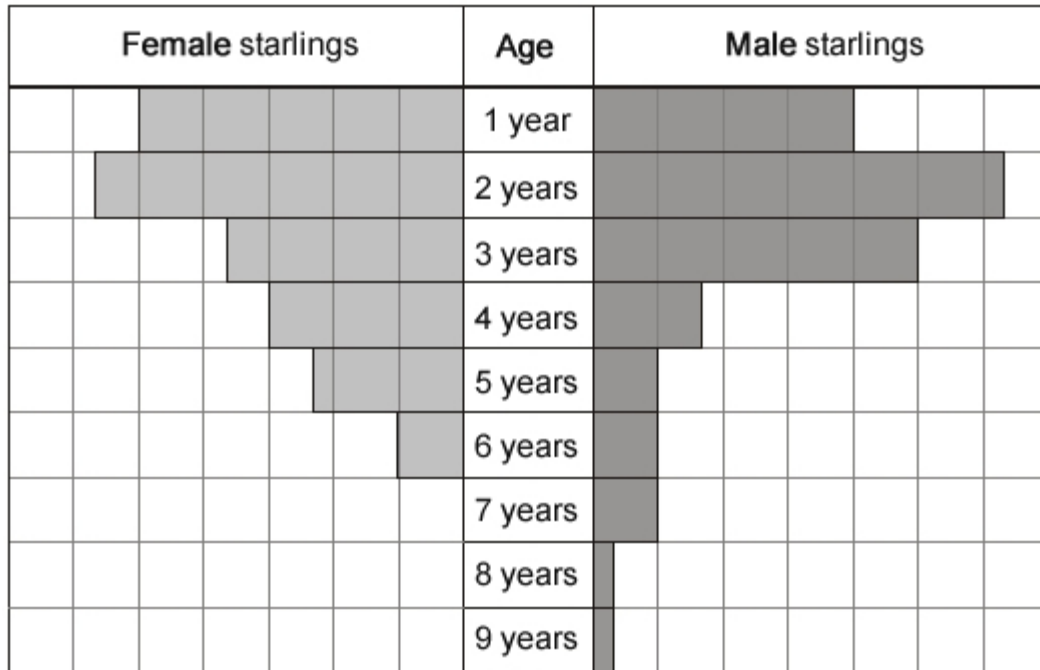 Female starlings Age Male starlings
1 year
2 years
3 years
4 years
5 years
6 years
7 years
8 years
9 years